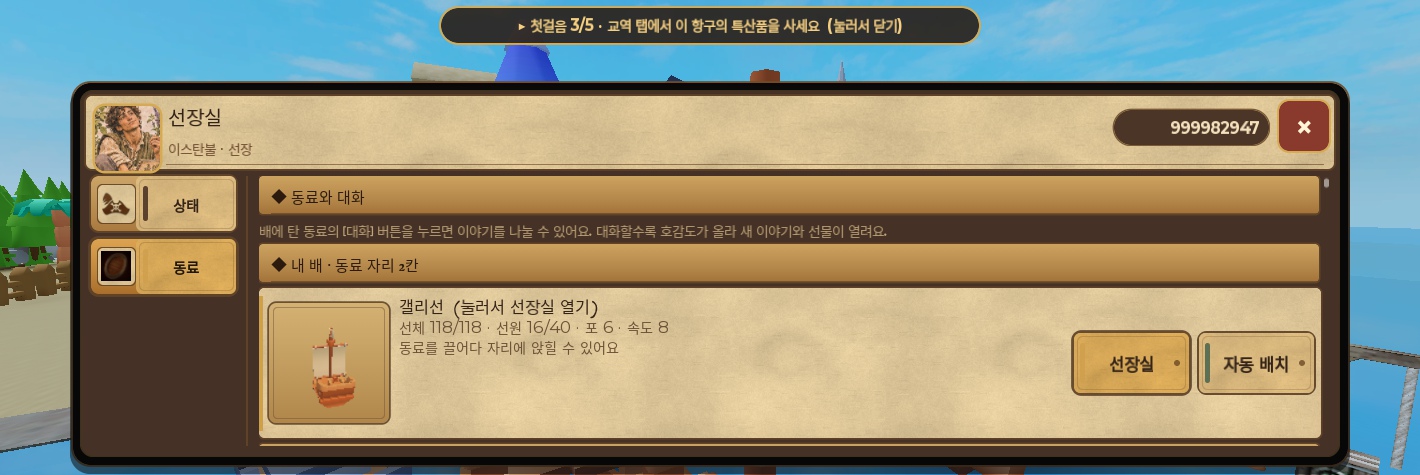 ▸ 첫걸음 3/5 · 교역 탭에서 이 항구의 특산품을 사세요 (눌러서 닫기)
선장실
이스탄불 · 선장
999982947
×
상태
동료
◆ 동료와 대화
배에 탄 동료의 [대화] 버튼을 누르면 이야기를 나눌 수 있어요. 대화할수록 호감도가 올라 새 이야기와 선물이 열려요.
◆ 내 배 · 동료 자리 2칸
갤리선 (눌러서 선장실 열기)
선체 118/118 · 선원 16/40 · 포 6 · 속도 8
동료를 끌어다 자리에 앉힐 수 있어요
선장실
자동 배치